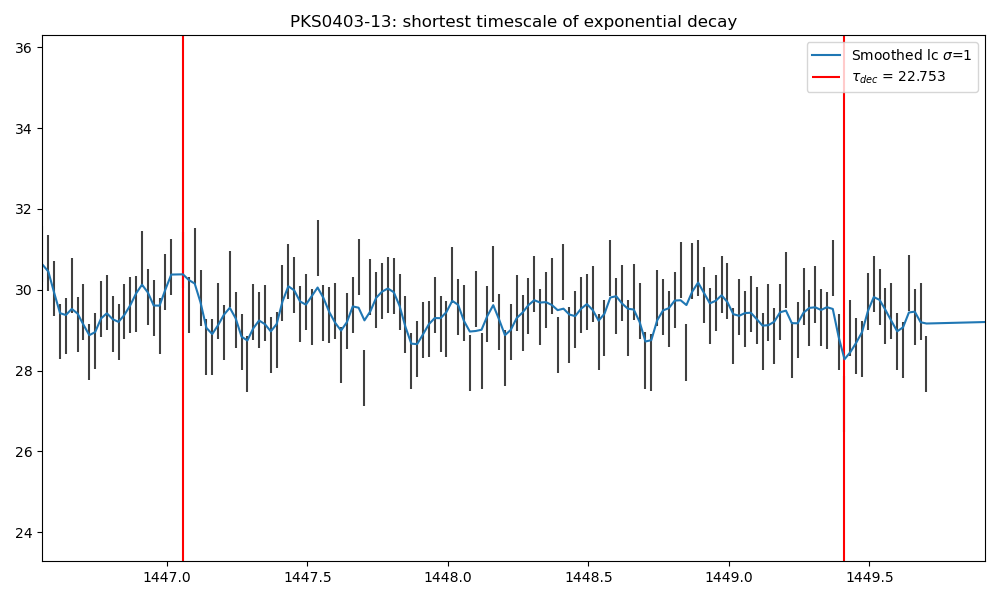 PKS0403-13: shortest timescale of exponential decay
36
34
32
30
28
26
24
Smoothed lc σ=1
τ_dec = 22.753
1447.0 1447.5 1448.0 1448.5 1449.0 1449.5